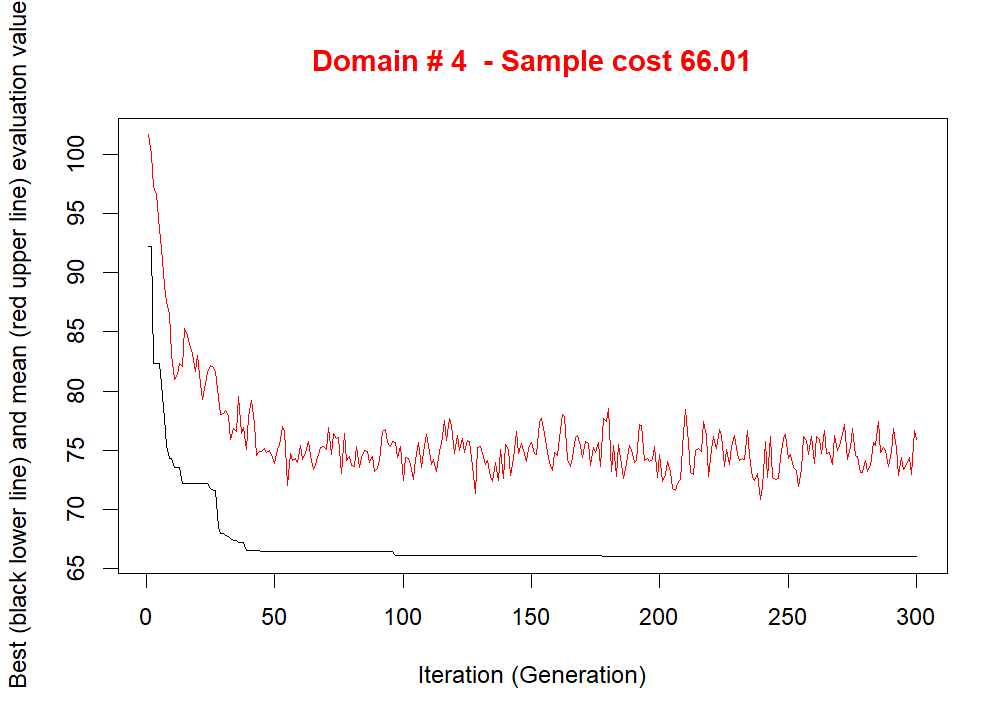 Domain # 4  - Sample cost 66.01
Best (black lower line) and mean (red upper line) evaluation value
100
95
90
85
80
75
70
65
0 50 100 150 200 250 300
Iteration (Generation)